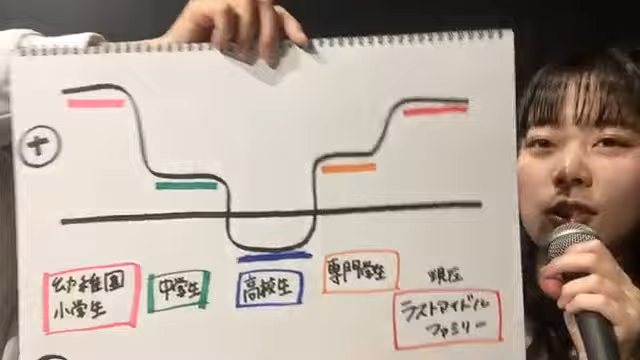 +
幼稚園
小学生
中学生
高校生
専門学生
現在
ラストアイドル
ファミリー